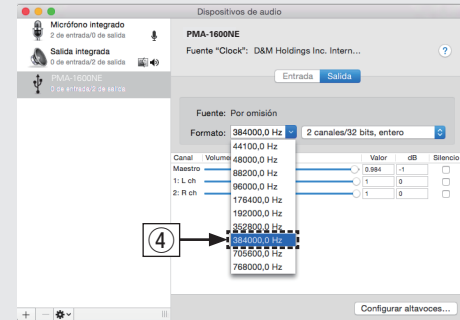 Dispositivos de audio
Micrófono integrado
2 de entrada/0 de salida
Salida integrada
0 de entrada/2 de salida
PMA-1600NE
0 de entrada/2 de salida
PMA-1600NE
Fuente “Clock”: D&M Holdings Inc. Intern...
?
Entrada Salida
Fuente: Por omisión
Formato: 384000,0 Hz 2 canales/32 bits, entero
44100,0 Hz
48000,0 Hz
88200,0 Hz
96000,0 Hz
176400,0 Hz
192000,0 Hz
352800,0 Hz
384000,0 Hz
705600,0 Hz
768000,0 Hz
Canal Volume Valor dB Silencio
Maestro 0.984 -1
1: L ch 1 0
2: R ch 1 0
4
Configurar altavoces...